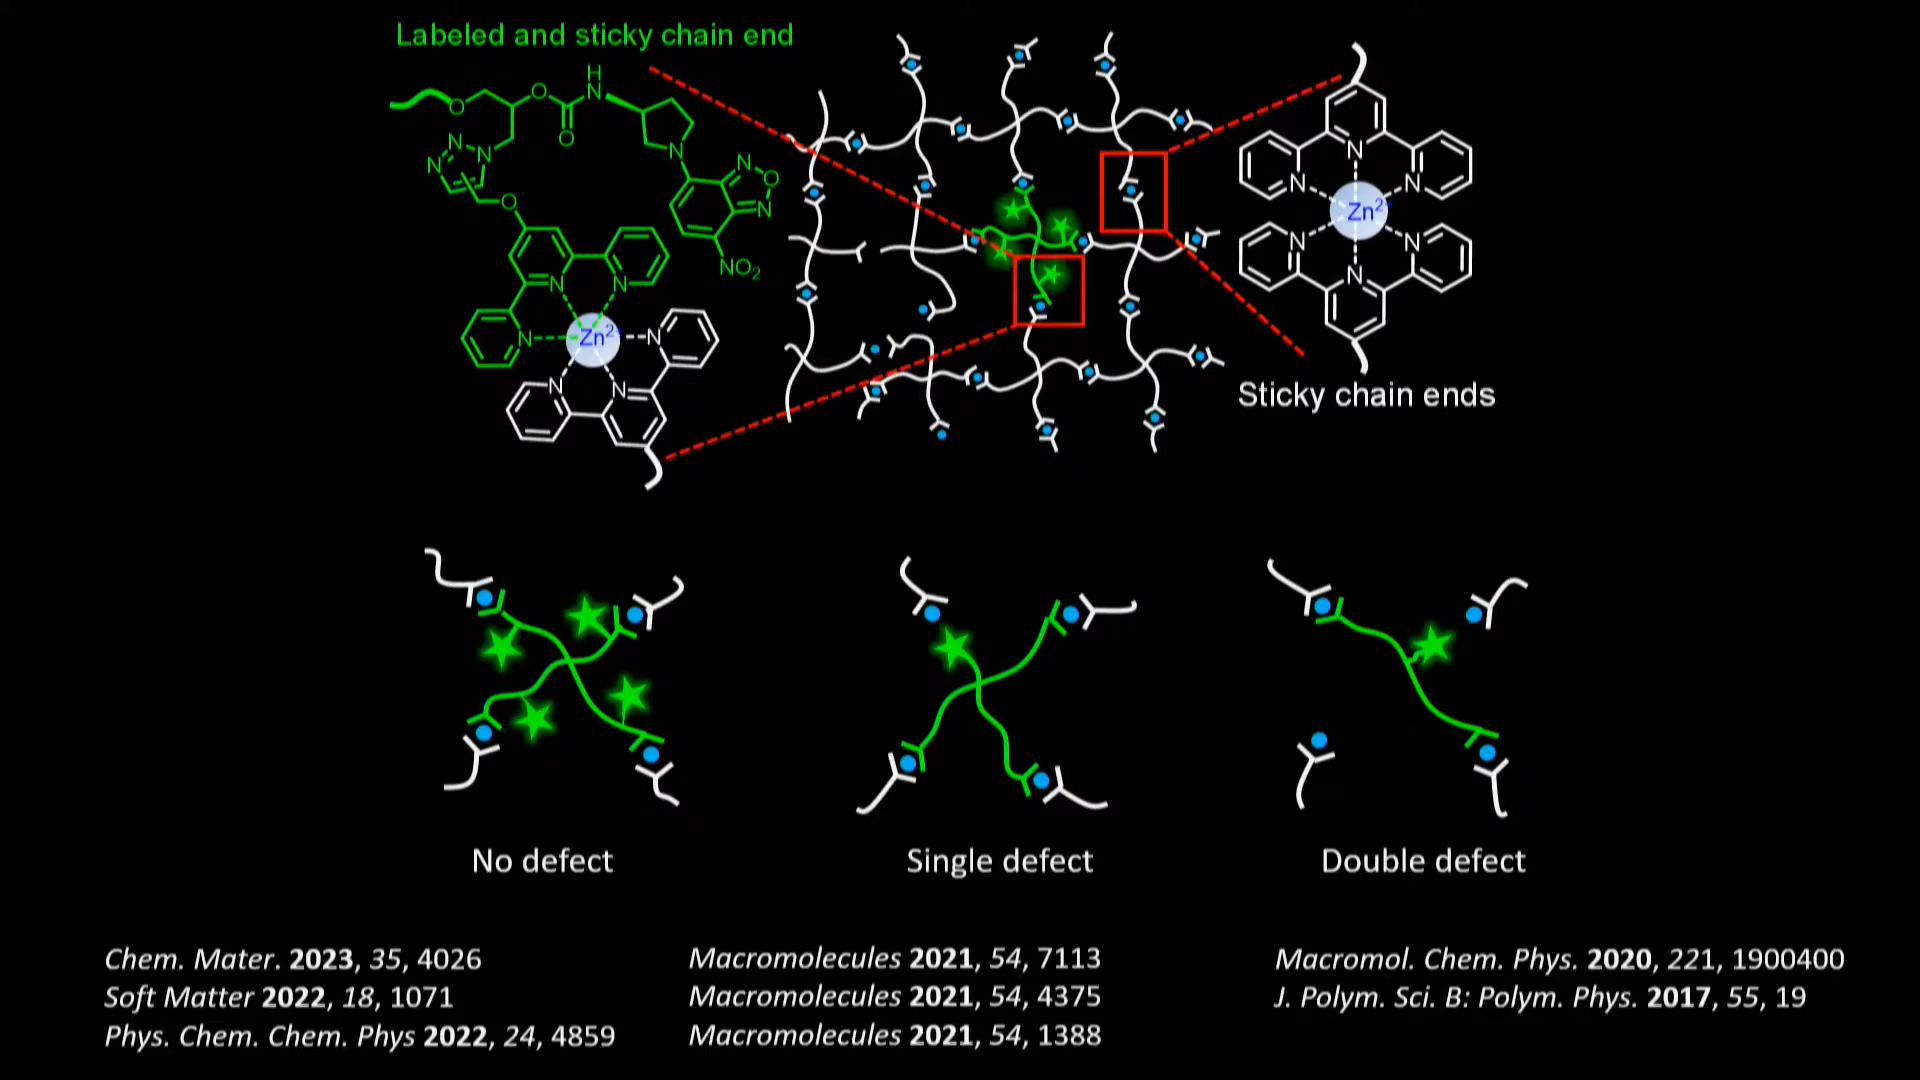 Labeled and sticky chain end
H
N
O
O
O
N
N
N
N
N
O
N
NO2
O
N
N
N
Zn2
N
N
N
N
N
N
Zn2+
N
N
N
Sticky chain ends
No defect
Single defect
Double defect
Chem. Mater. 2023, 35, 4026
Soft Matter 2022, 18, 1071
Phys. Chem. Chem. Phys 2022, 24, 4859
Macromolecules 2021, 54, 7113
Macromolecules 2021, 54, 4375
Macromolecules 2021, 54, 1388
Macromol. Chem. Phys. 2020, 221, 1900400
J. Polym. Sci. B: Polym. Phys. 2017, 55, 19